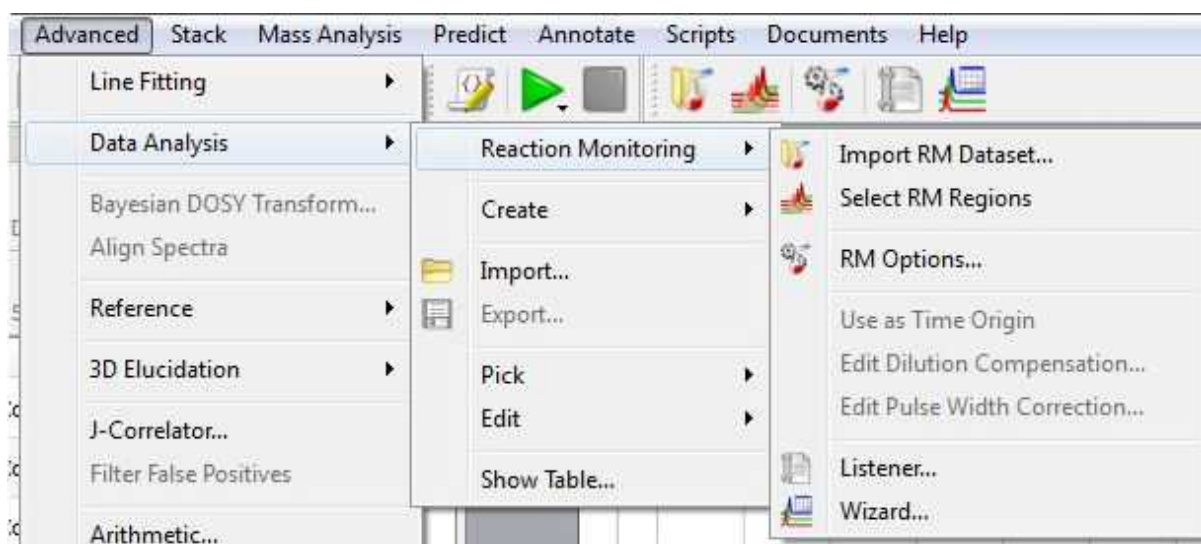 Advanced Stack Mass Analysis Predict Annotate Scripts Documents Help
Line Fitting
Data Analysis
Bayesian DOSY Transform...
Align Spectra
Reference
3D Elucidation
J-Correlator...
Filter False Positives
Arithmetic...
Reaction Monitoring
Create
Import...
Export...
Pick
Edit
Show Table...
Import RM Dataset...
Select RM Regions
RM Options...
Use as Time Origin
Edit Dilution Compensation...
Edit Pulse Width Correction...
Listener...
Wizard...